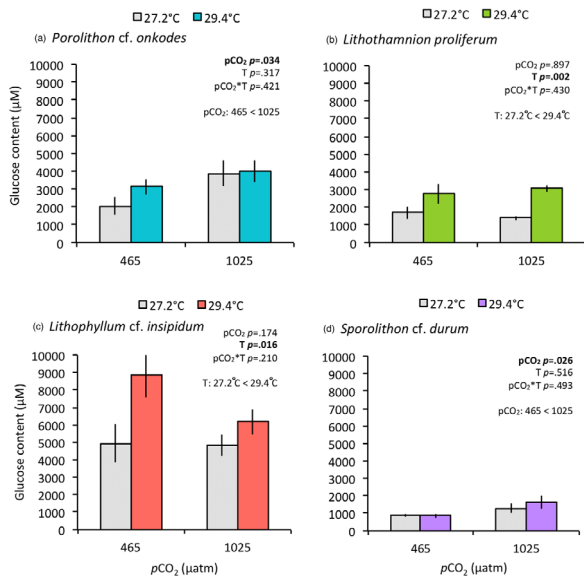 27.2°C 29.4°C
(a) Porolithon cf. onkodes
pCO2 p=.034
T p=.317
pCO2*T p=.421
pCO2: 465 < 1025
Glucose content (µM)
10000
9000
8000
7000
6000
5000
4000
3000
2000
1000
0
465 1025
27.2°C 29.4°C
(b) Lithothamnion proliferum
pCO2 p=.897
T p=.002
pCO2*T p=.430
T: 27.2°C < 29.4°C
10000
9000
8000
7000
6000
5000
4000
3000
2000
1000
0
465 1025
27.2°C 29.4°C
(c) Lithophyllum cf. insipidum
pCO2 p=.174
T p=.016
pCO2*T p=.210
T: 27.2°C < 29.4°C
Glucose content (µM)
10000
9000
8000
7000
6000
5000
4000
3000
2000
1000
0
465 1025
pCO2 (µatm)
27.2°C 29.4°C
(d) Sporolithon cf. durum
pCO2 p=.026
T p=.516
pCO2*T p=.493
pCO2: 465 < 1025
10000
9000
8000
7000
6000
5000
4000
3000
2000
1000
0
465 1025
pCO2 (µatm)